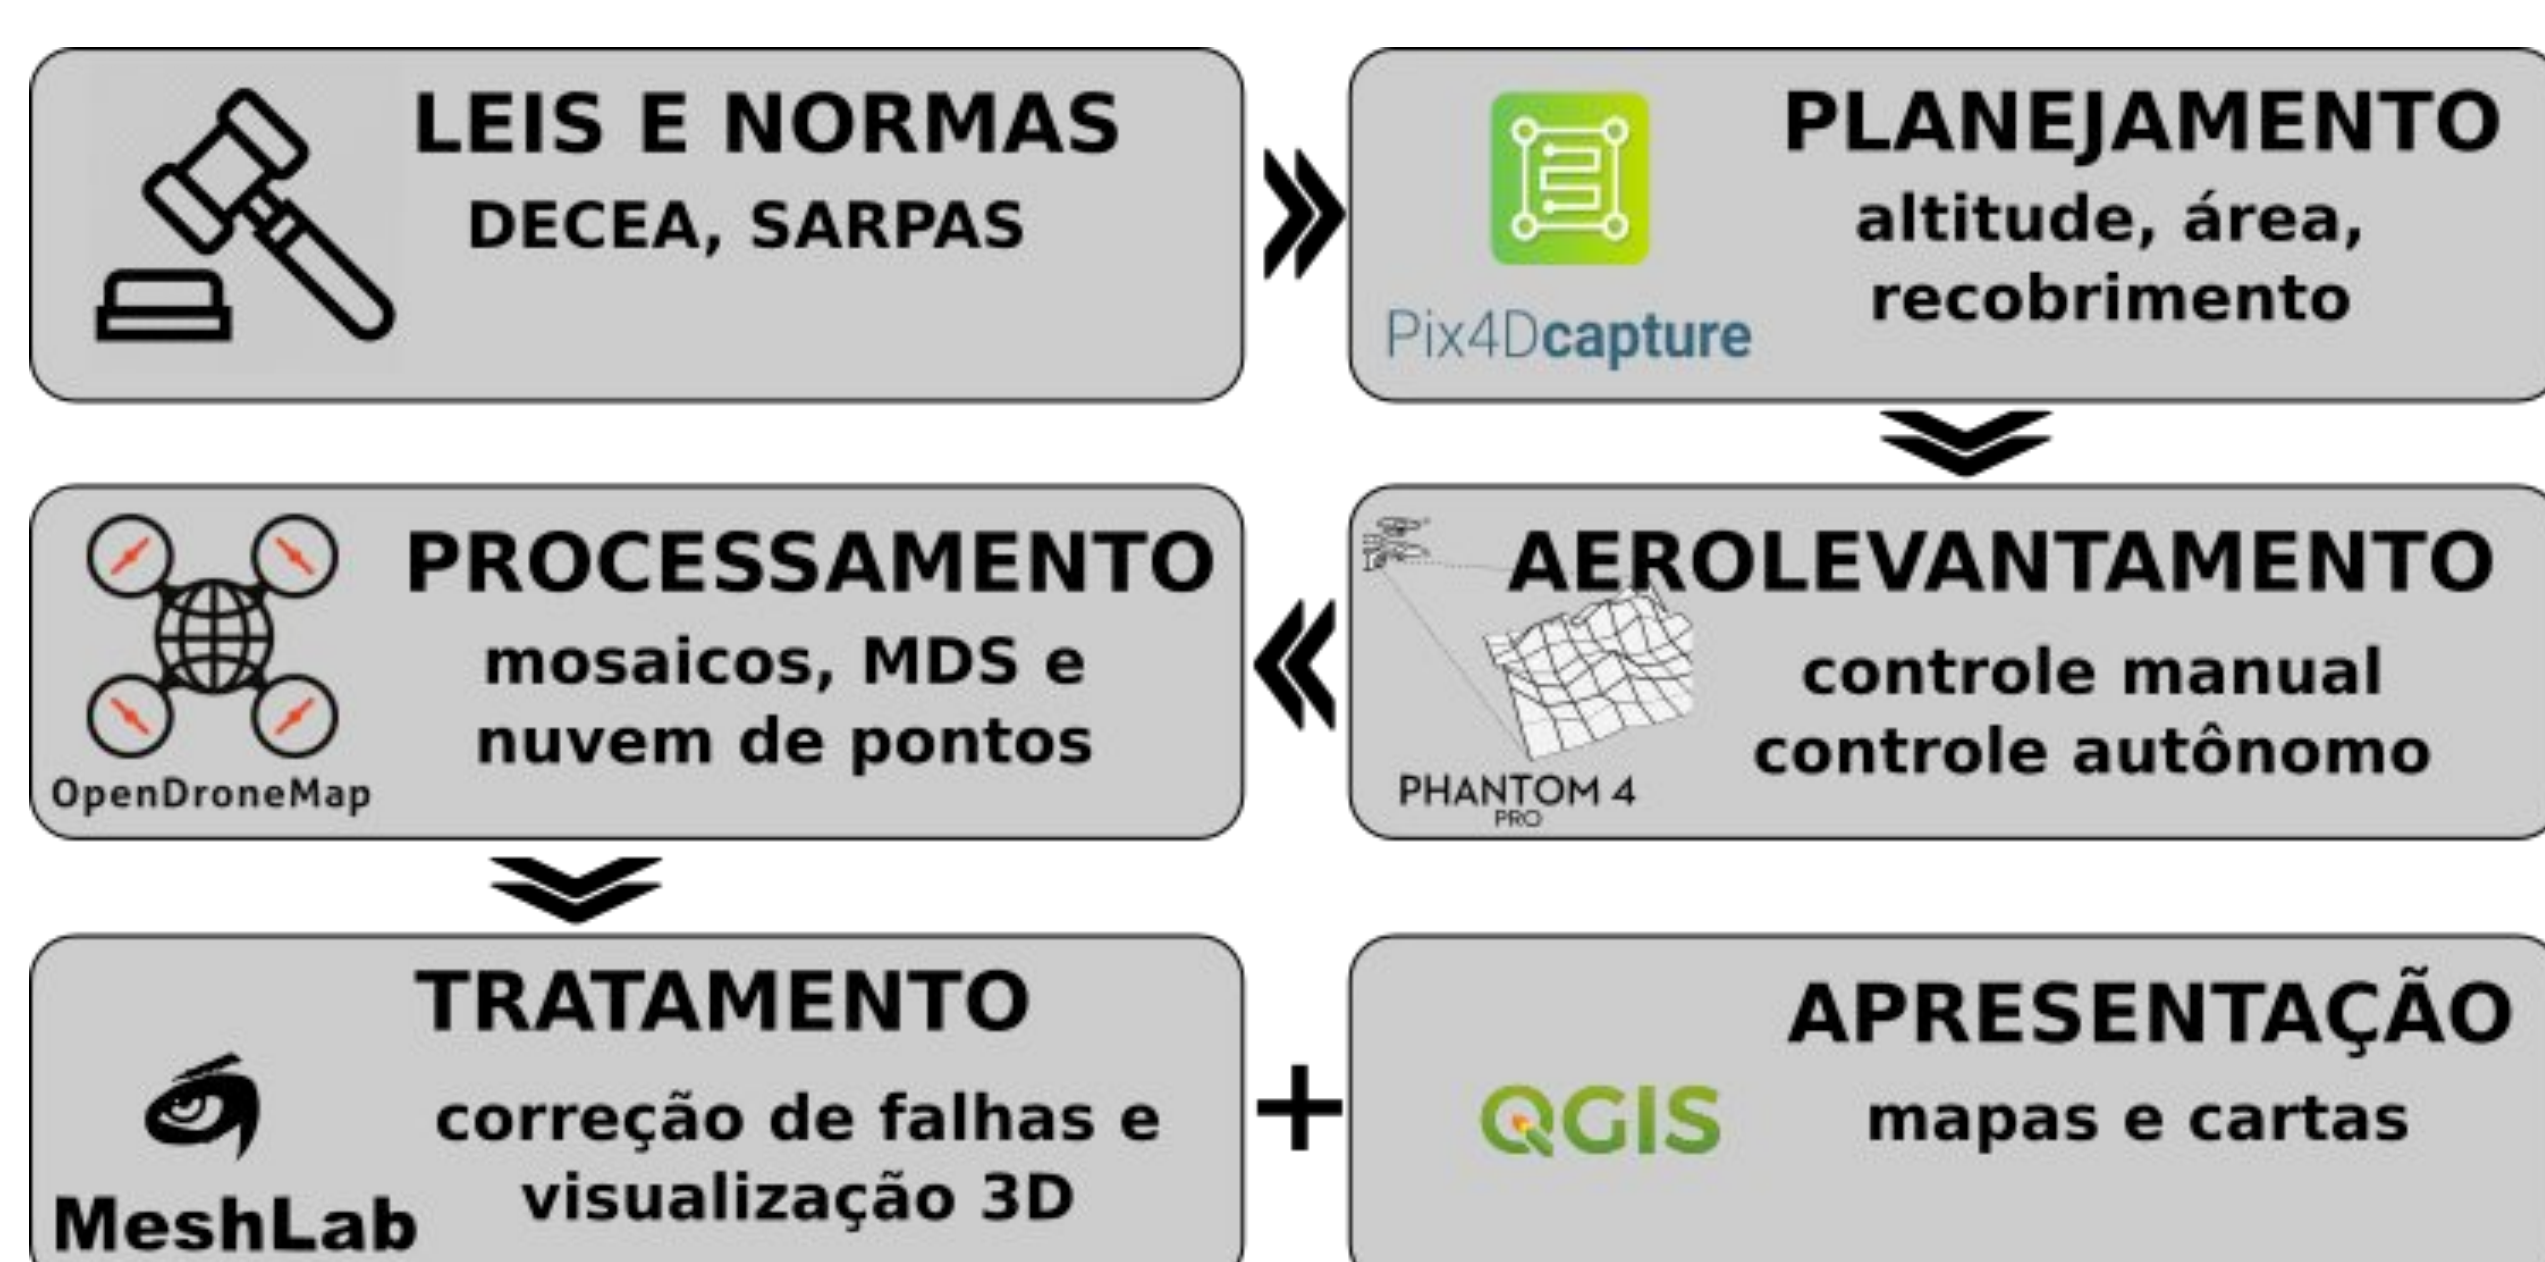 LEIS E NORMAS
DECEA, SARPAS
PLANEJAMENTO
altitude, área,
recobrimento
Pix4Dcapture
PROCESSAMENTO
mosaicos, MDS e
nuvem de pontos
OpenDroneMap
AEROLEVANTAMENTO
controle manual
controle autônomo
PHANTOM 4
PRO
TRATAMENTO
correção de falhas e
visualização 3D
MeshLab
APRESENTAÇÃO
QGIS
mapas e cartas